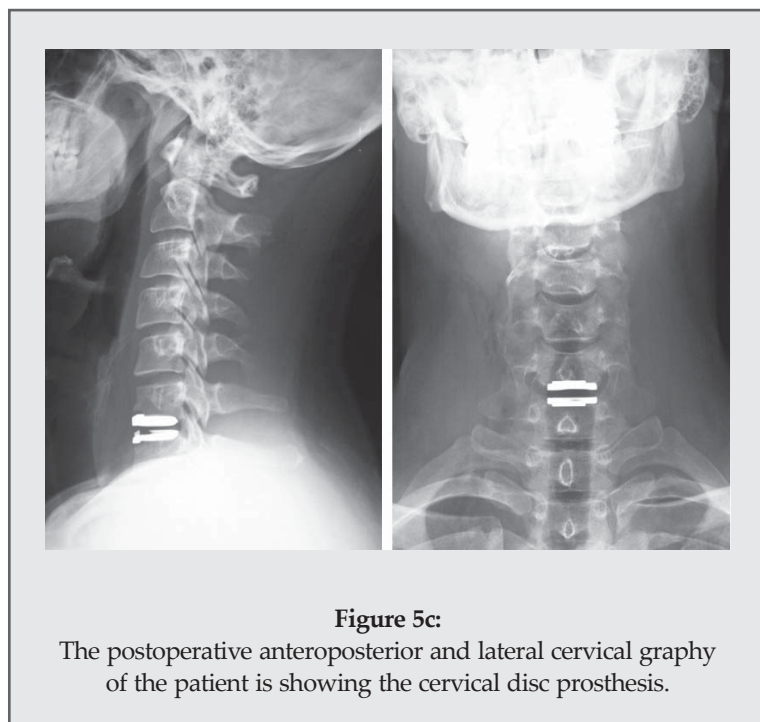 Figure 5c:
The postoperative anteroposterior and lateral cervical graphy
of the patient is showing the cervical disc prosthesis.